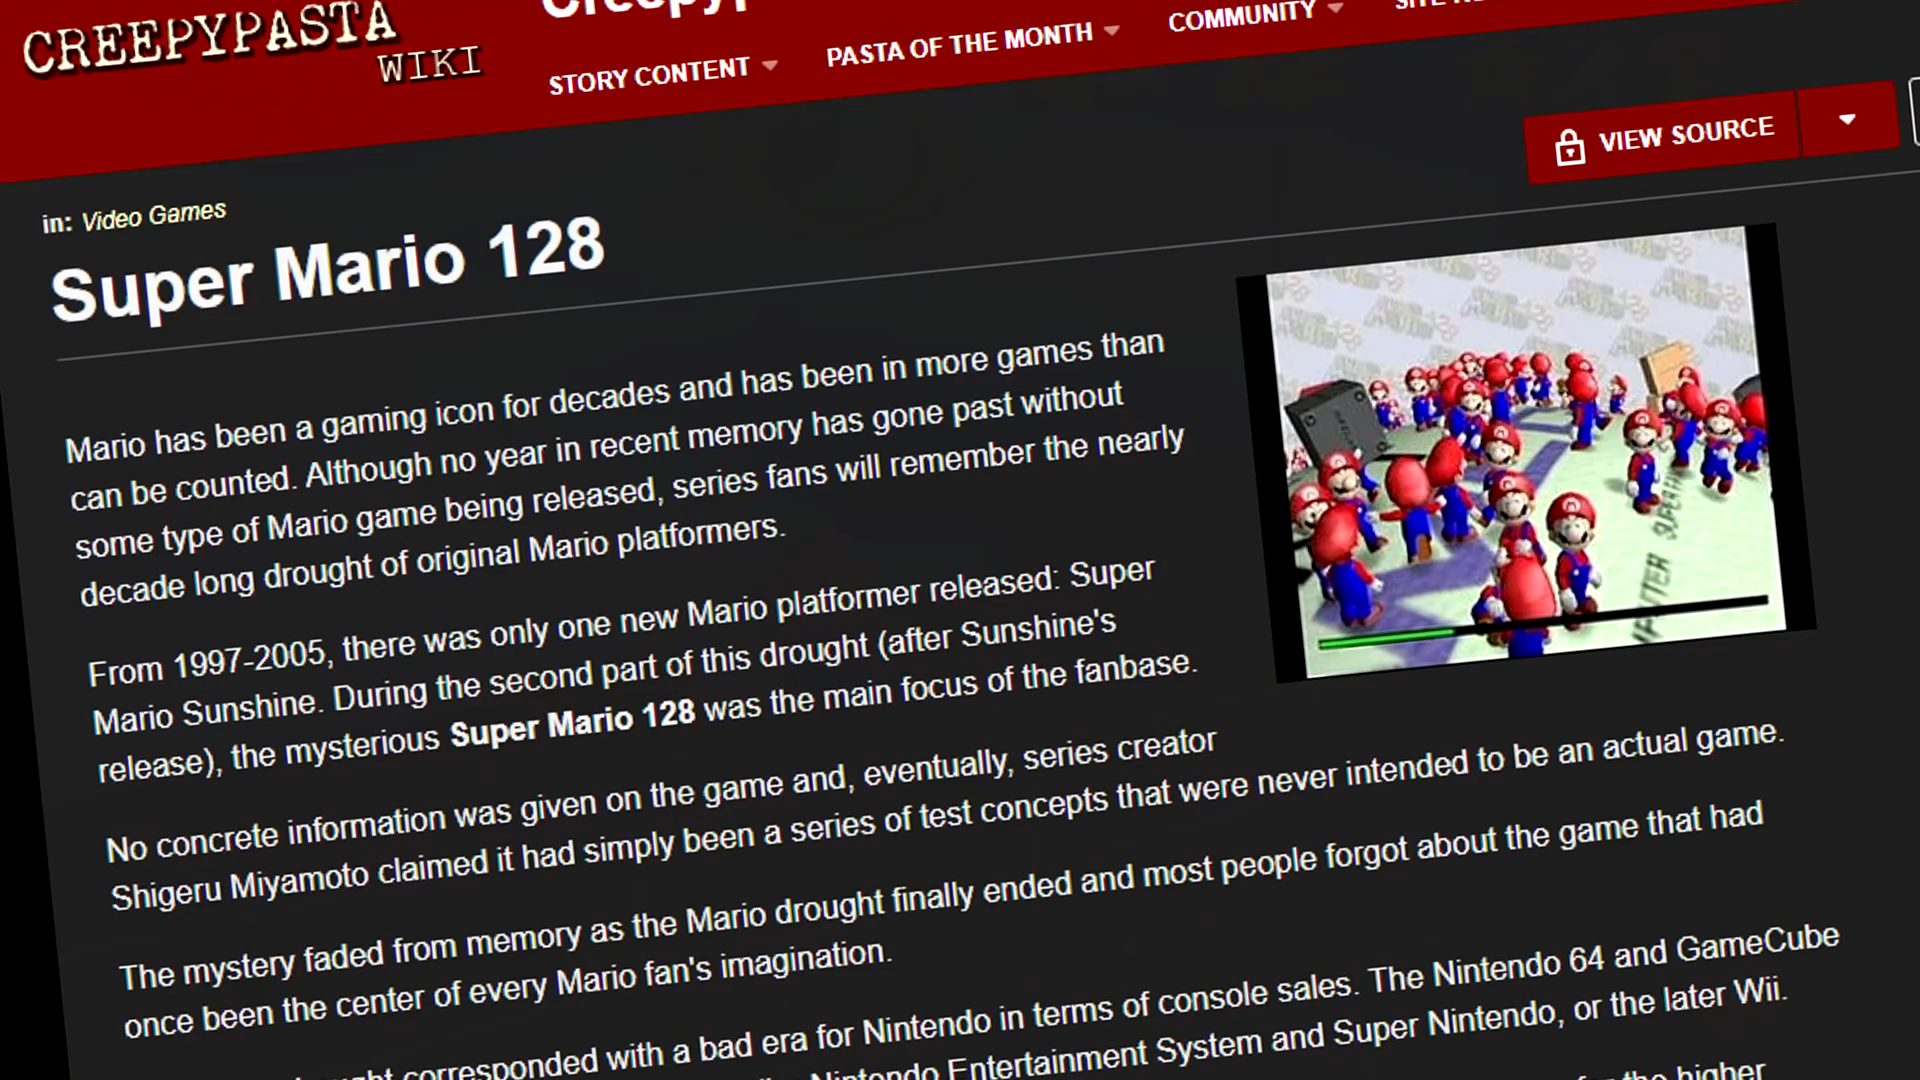 CREEPYPASTA
WIKI
STORY CONTENT
PASTA OF THE MONTH
COMMUNITY
VIEW SOURCE
in: Video Games
Super Mario 128
Mario has been a gaming icon for decades and has been in more games than
can be counted. Although no year in recent memory has gone past without
some type of Mario game being released, series fans will remember the nearly
decade long drought of original Mario platformers.
From 1997-2005, there was only one new Mario platformer released: Super
Mario Sunshine. During the second part of this drought (after Sunshine's
release), the mysterious Super Mario 128 was the main focus of the fanbase.
No concrete information was given on the game and, eventually, series creator
Shigeru Miyamoto claimed it had simply been a series of test concepts that were never intended to be an actual game.
The mystery faded from memory as the Mario drought finally ended and most people forgot about the game that had
once been the center of every Mario fan's imagination.
corresponded with a bad era for Nintendo in terms of console sales. The Nintendo 64 and GameCube
Nintendo Entertainment System and Super Nintendo, or the later Wii.
the higher